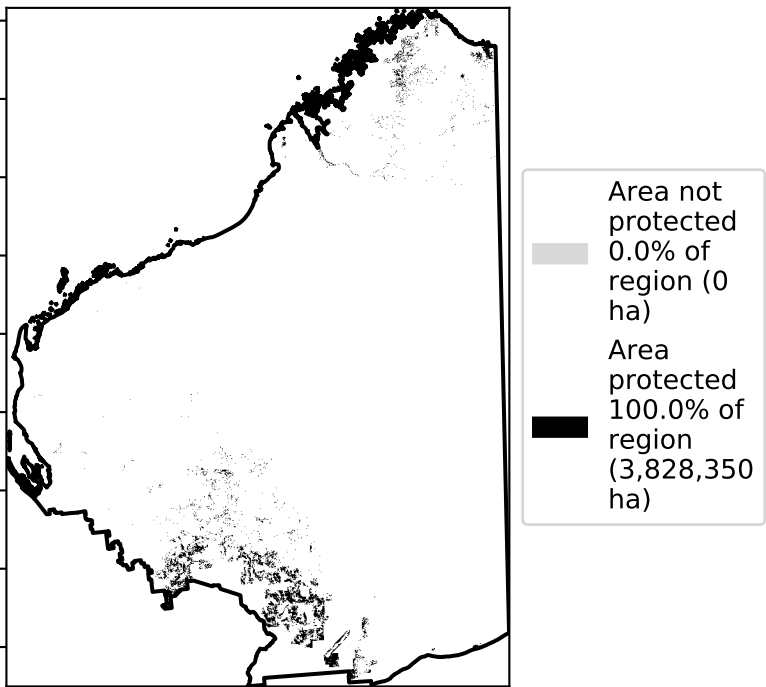 Area not
protected
0.0% of
region (0
ha)
Area
protected
100.0% of
region
(3,828,350
ha)